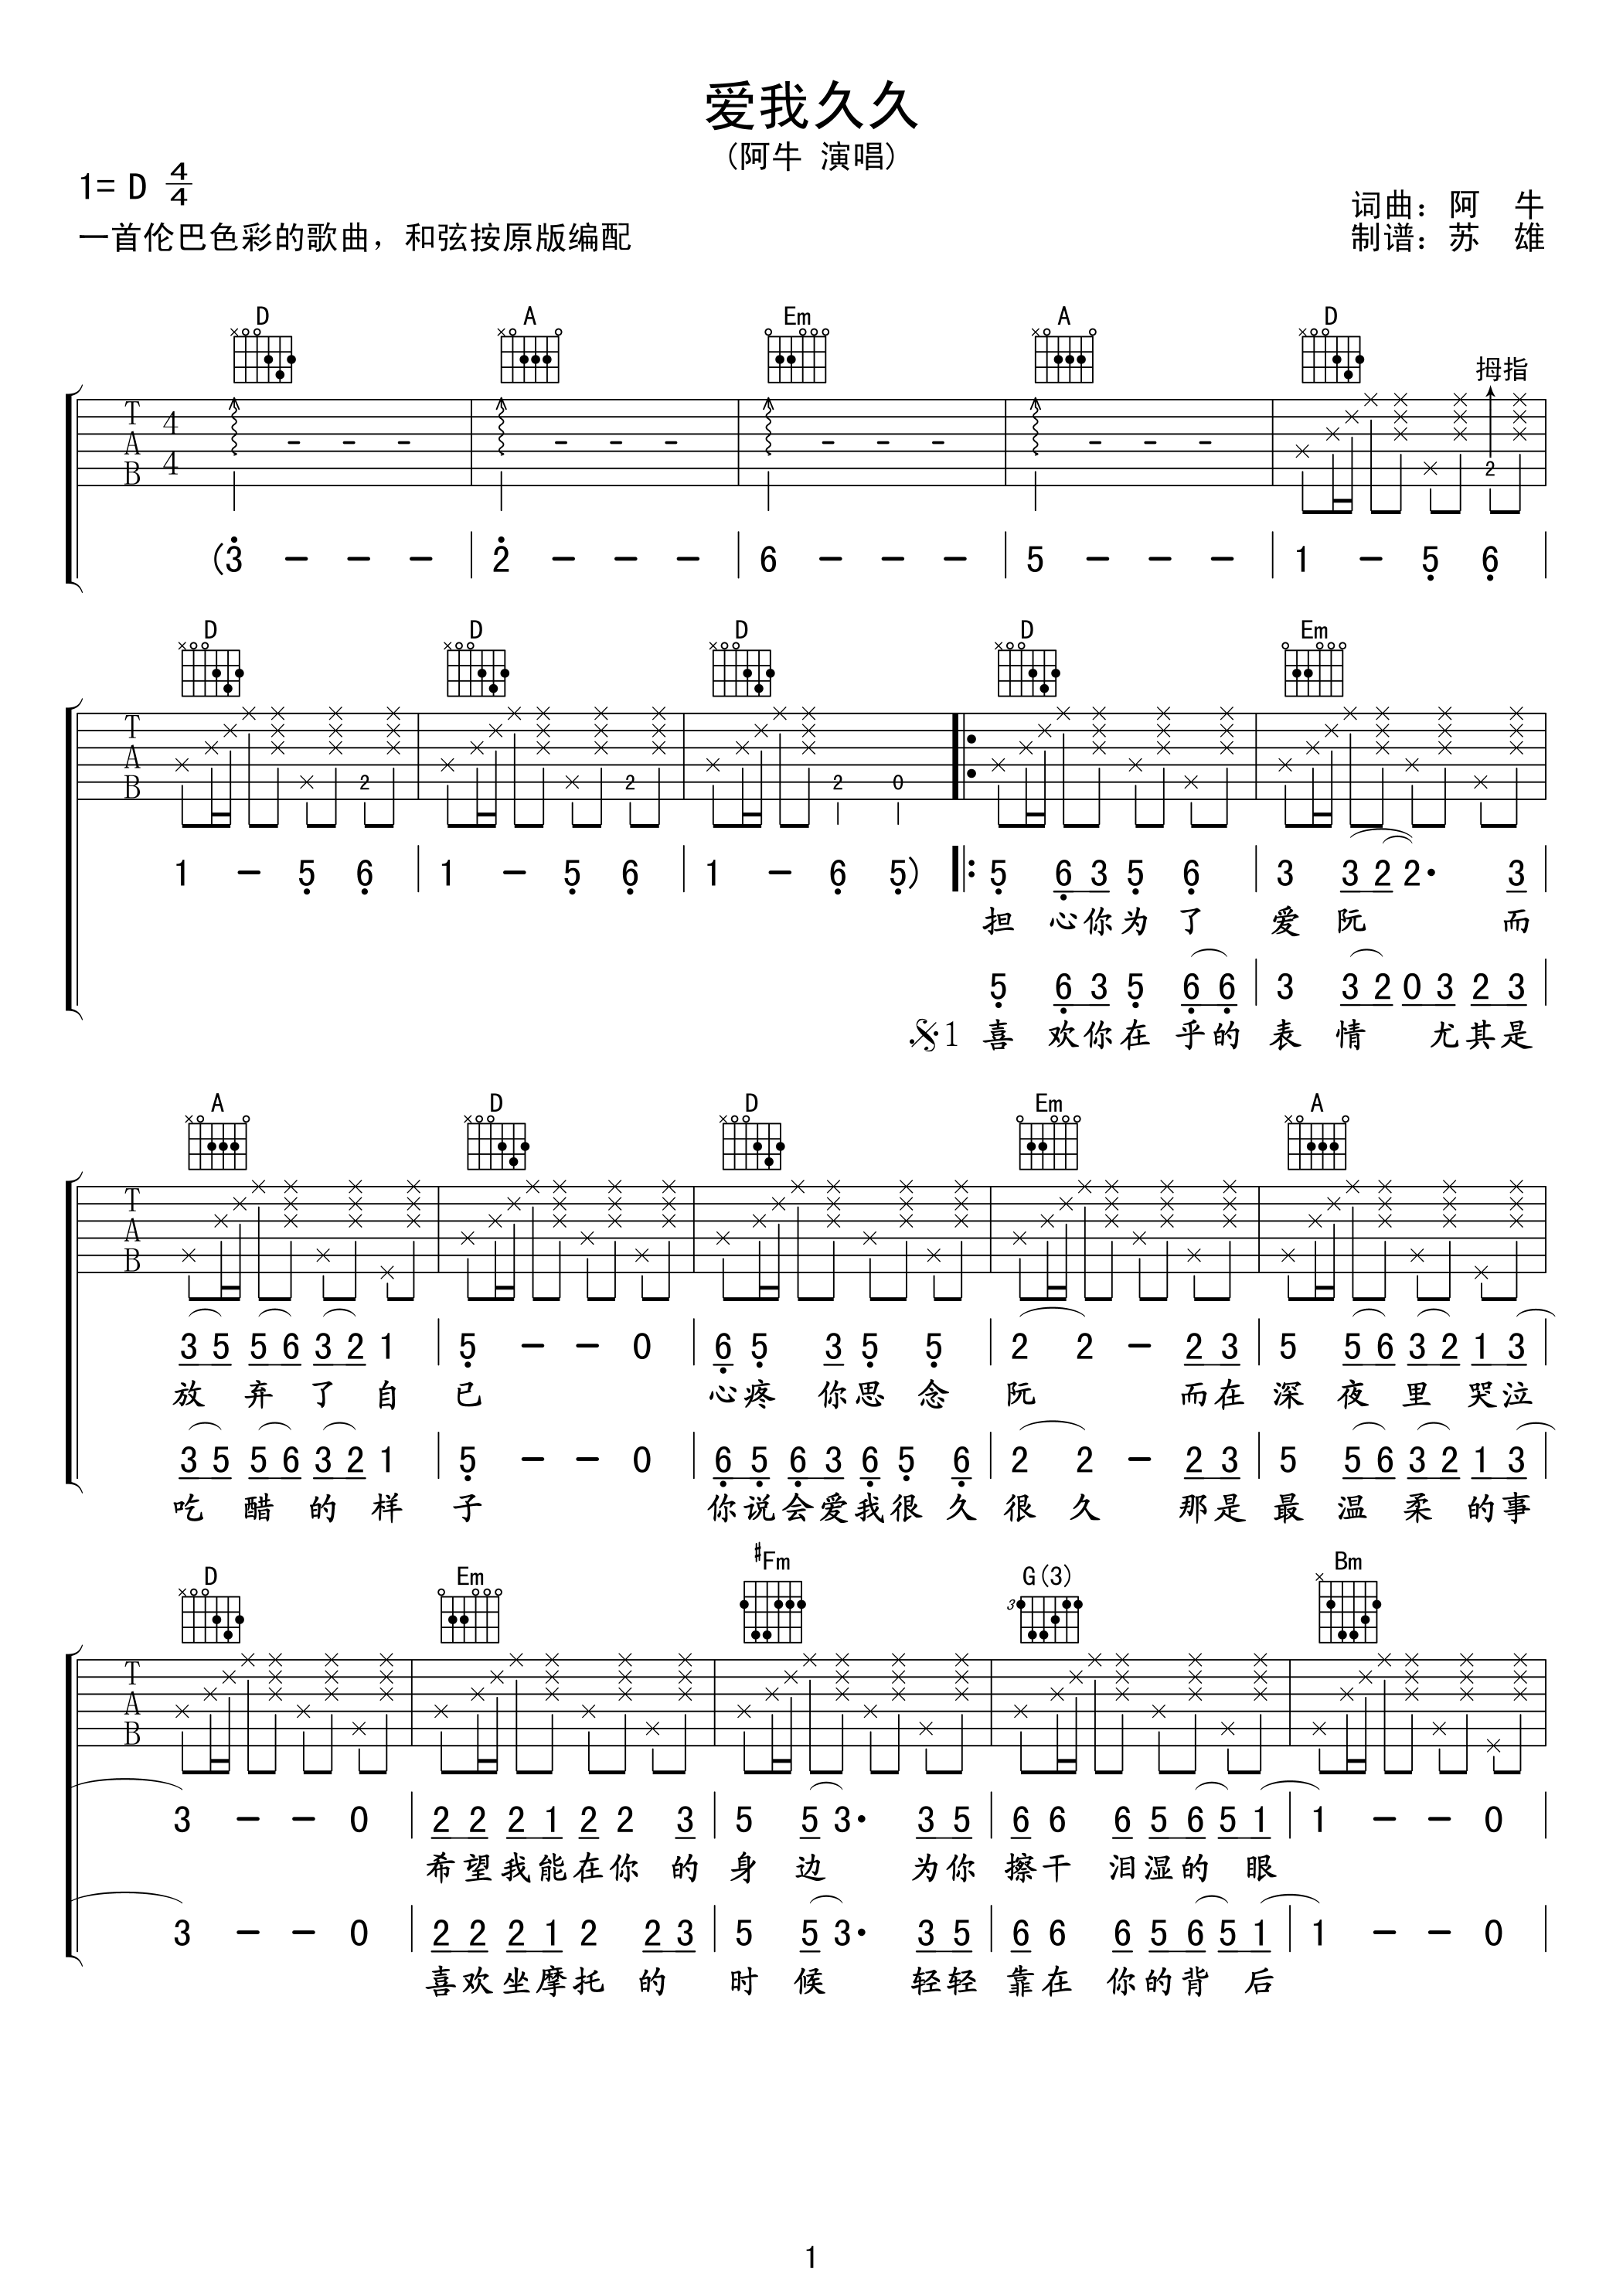 爱我久久
(阿牛 演唱)
1= D 4/4
词曲：阿 牛
一首伦巴色彩的歌曲，和弦按原版编配
制谱：苏 雄
D A Em A D
拇指
T A B 4 4 2
(3 - - - 2 - - - 6 - - - 5 - - - 1 - 5 6
D D D D Em
T A B 2 2 2 0
1 - 5 6 1 - 5 6 1 - 6 5) 5 6 3 5 6 3 3 2 2· 3
担 心你为 了 爱 阮 而
5 6 3 5 6 6 3 3 2 0 3 2 3
1 喜 欢你在 乎的 表 情 尤其是
A D D Em A
T A B
3 5 5 6 3 2 1 5 - - 0 6 5 3 5 5 2 2 - 2 3 5 5 6 3 2 1 3
放 弃 了 自 已 心疼 你思 念 阮 而在 深 夜 里 哭泣
3 5 5 6 3 2 1 5 - - 0 6 5 6 3 6 5 6 2 2 - 2 3 5 5 6 3 2 1 3
吃 醋 的 样 子 你说会爱我很 久 很 久 那是 最 温 柔 的事
D Em #Fm G(3) Bm
3
T A B
3 - - 0 2 2 2 1 2 2 3 5 5 3· 3 5 6 6 6 5 6 5 1 1 - - 0
希望我能在你 的 身 边 为你 擦干 泪湿的 眼
3 - - 0 2 2 2 1 2 2 3 5 5 3· 3 5 6 6 6 5 6 5 1 1 - - 0
喜欢坐摩托 的 时 候 轻轻 靠在 你的背 后
1